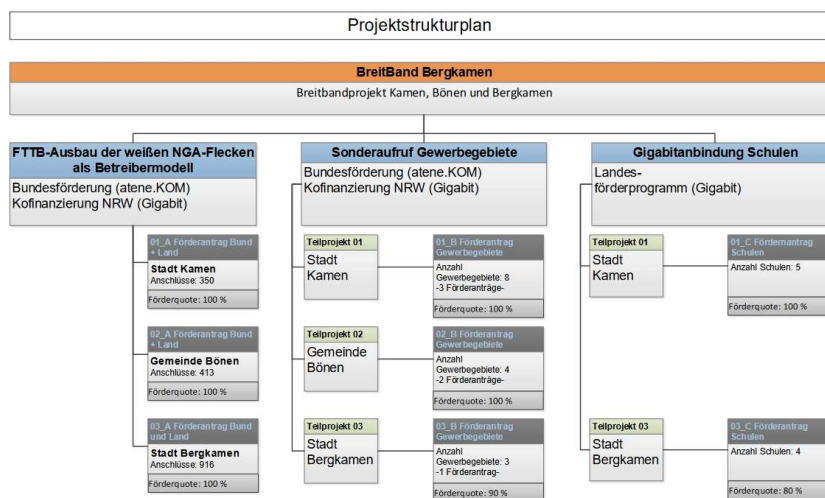 Projektstrukturplan
BreitBand Bergkamen
Breitbandprojekt Kamen, Bönen und Bergkamen
FTTB-Ausbau der weißen NGA-Flecken
als Betreibermodell
Bundesförderung (atene.KOM)
Kofinanzierung NRW (Gigabit)
01_A Förderantrag Bund
+ Land
Stadt Kamen
Anschlüsse: 350
Förderquote: 100 %
02_A Förderantrag Bund
+ Land
Gemeinde Bönen
Anschlüsse: 413
Förderquote: 100 %
03_A Förderantrag Bund
und Land
Stadt Bergkamen
Anschlüsse: 916
Förderquote: 100 %
Sonderaufruf Gewerbegebiete
Bundesförderung (atene.KOM)
Kofinanzierung NRW (Gigabit)
Teilprojekt 01
Stadt
Kamen
01_B Förderantrag
Gewerbegebiete
Anzahl
Gewerbegebiete: 8
-3 Förderanträge-
Förderquote: 100 %
Teilprojekt 02
Gemeinde
Bönen
02_B Förderantrag
Gewerbegebiete
Anzahl
Gewerbegebiete: 4
-2 Förderanträge-
Förderquote: 100 %
Teilprojekt 03
Stadt
Bergkamen
03_B Förderantrag
Gewerbegebiete
Anzahl
Gewerbegebiete: 3
-1 Förderantrag-
Förderquote: 90 %
Gigabitanbindung Schulen
Landes-
förderprogramm (Gigabit)
Teilprojekt 01
Stadt
Kamen
01_C Fördernantrag
Schulen
Anzahl Schulen: 5
Förderquote: 100 %
Teilprojekt 03
Stadt
Bergkamen
03_C Förderantrag
Schulen
Anzahl Schulen: 4
Förderquote: 80 %